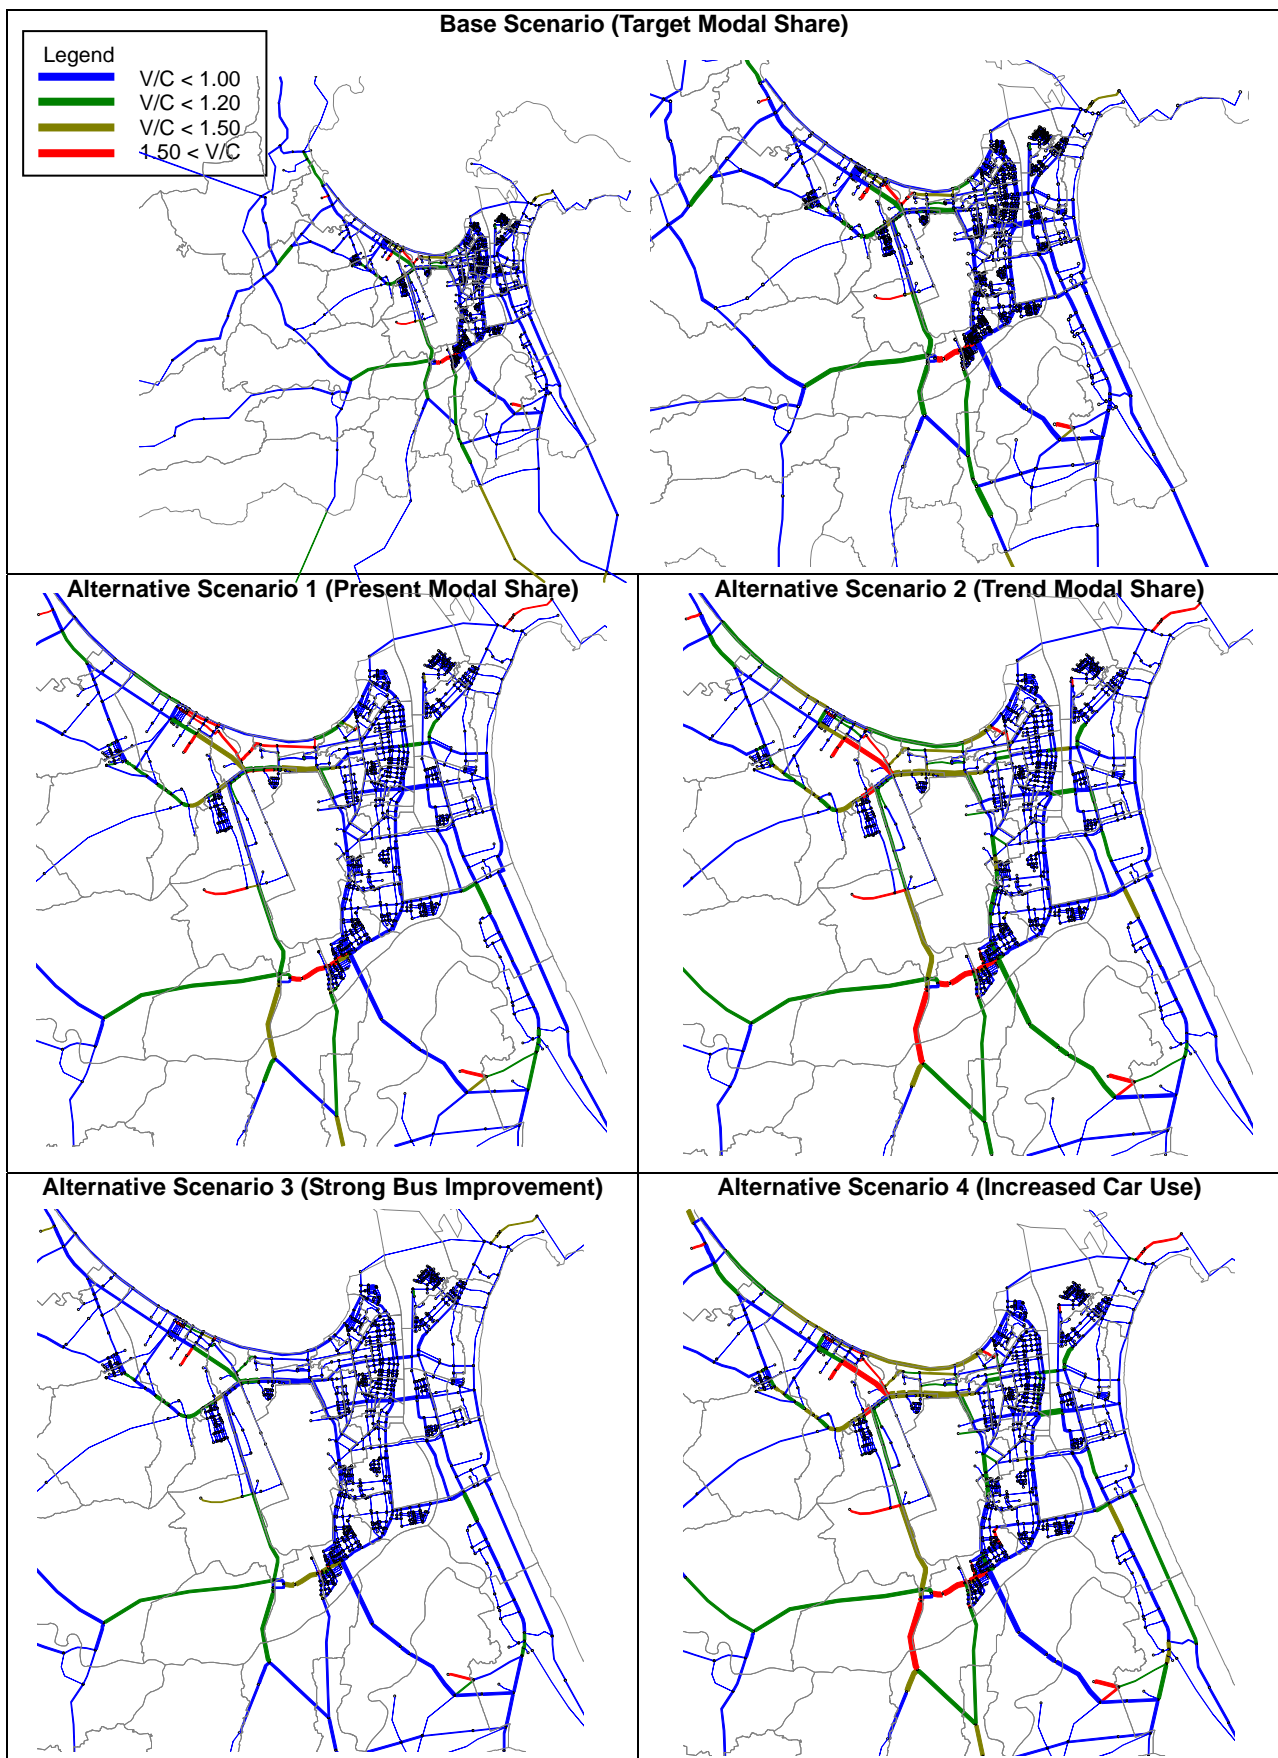 Base Scenario (Target Modal Share)
Legend
V/C < 1.00
V/C < 1.20
V/C < 1.50
1.50 < V/C
Alternative Scenario 1 (Present Modal Share)
Alternative Scenario 2 (Trend Modal Share)
Alternative Scenario 3 (Strong Bus Improvement)
Alternative Scenario 4 (Increased Car Use)